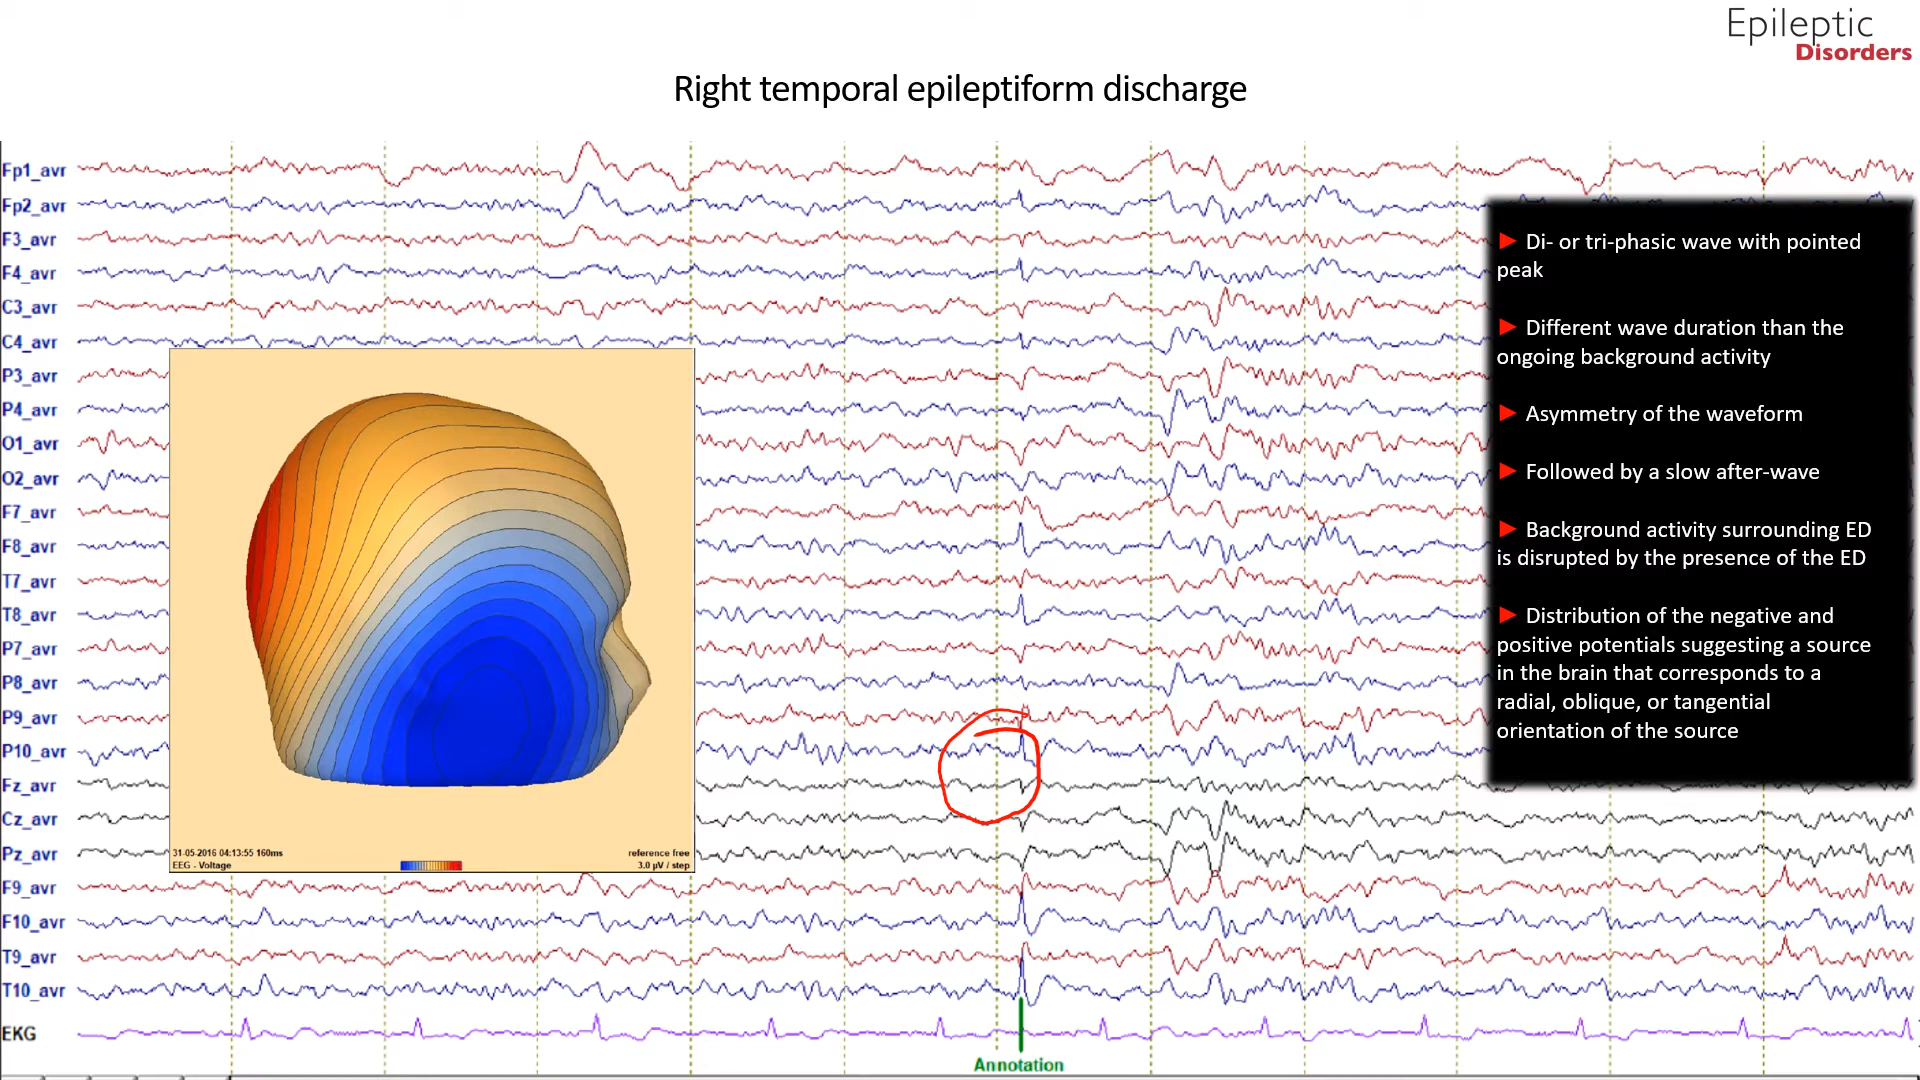 Epileptic
Disorders
Right temporal epileptiform discharge
Fp1_avr
Fp2_avr
F3_avr
F4_avr
C3_avr
C4_avr
P3_avr
P4_avr
O1_avr
O2_avr
F7_avr
F8_avr
T7_avr
T8_avr
P7_avr
P8_avr
P9_avr
P10_avr
Fz_avr
Cz_avr
Pz_avr
F9_avr
F10_avr
T9_avr
T10_avr
EKG
31-05-2016 04:13:55 160ms
EEG - Voltage
reference free
3.0 µV / step
► Di- or tri-phasic wave with pointed
peak
► Different wave duration than the
ongoing background activity
► Asymmetry of the waveform
► Followed by a slow after-wave
► Background activity surrounding ED
is disrupted by the presence of the ED
► Distribution of the negative and
positive potentials suggesting a source
in the brain that corresponds to a
radial, oblique, or tangential
orientation of the source
Annotation